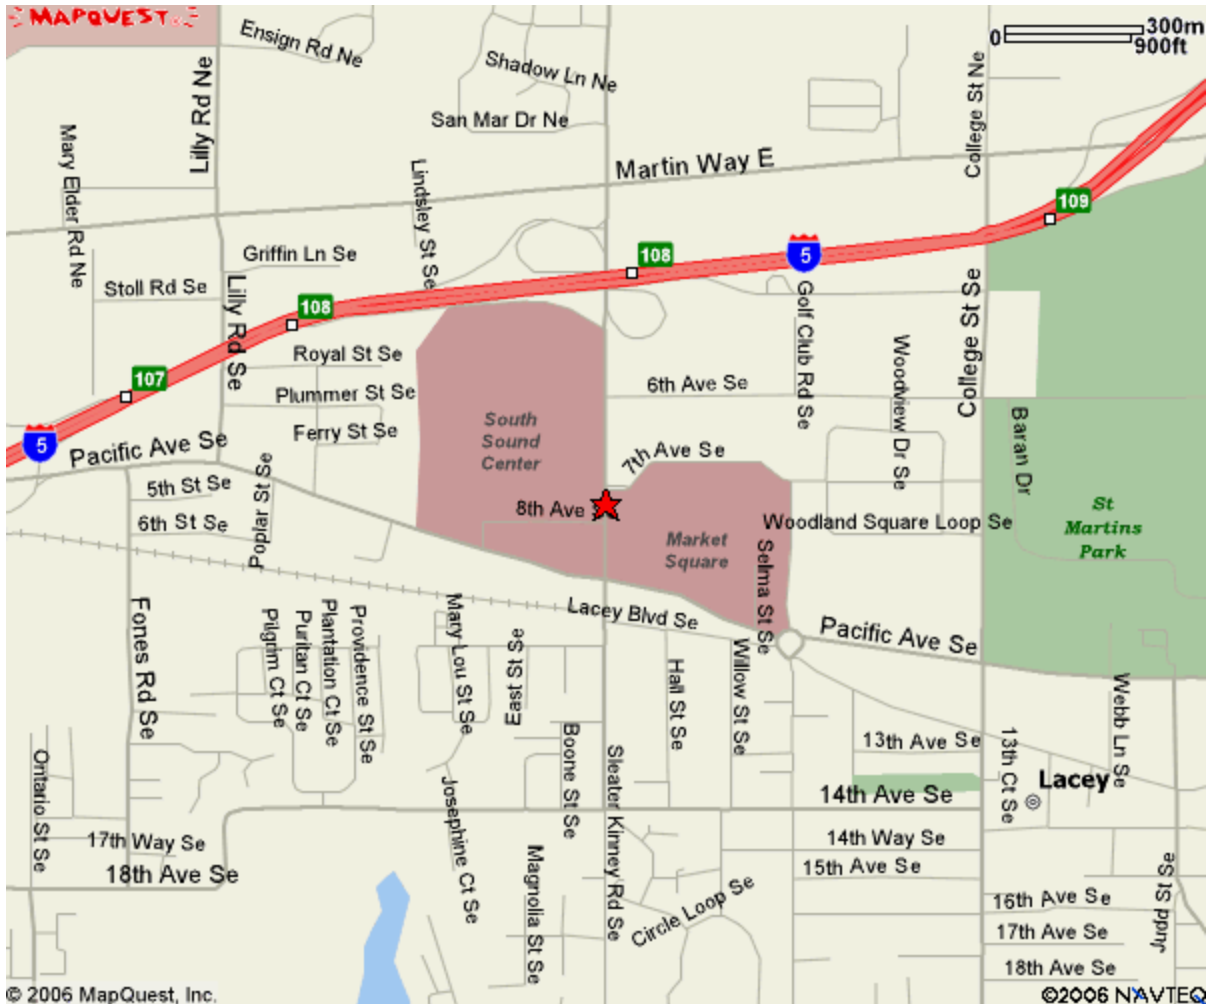 MAPQUEST
Ensign Rd Ne
Shadow Ln Ne
300m
0
900ft
Lilly Rd Ne
San Mar Dr Ne
College St Ne
Mary Elder Rd Ne
Lindsley St Se
Martin Way E
109
Griffin Ln Se
108
5
Stoll Rd Se
Lilly Rd Se
108
Golf Club Rd Se
College St Se
Royal St Se
Woodview Dr Se
107
Plummer St Se
6th Ave Se
5
Pacific Ave Se
Ferry St Se
South
Sound
Center
7th Ave Se
Baran Dr
5th St Se
Poplar St Se
8th Ave
St
Martins
Park
6th St Se
Market
Square
Woodland Square Loop Se
Selma St Se
Lacey Blvd Se
Pacific Ave Se
Fones Rd Se
Pilgrim Ct Se
Puritan Ct Se
Plantation Ct Se
Providence St Se
Mary Lou St Se
East St Se
Hall St Se
Willow St Se
Webb Ln Se
Boone St Se
Sleater Kinney Rd Se
13th Ave Se
13th Ct Se
Ontario St Se
Josephine Ct Se
14th Ave Se
Lacey
17th Way Se
14th Way Se
18th Ave Se
15th Ave Se
Magnolia St Se
Circle Loop Se
16th Ave Se
Judd St Se
17th Ave Se
18th Ave Se
© 2006 MapQuest, Inc.
©2006 NAVTEQ